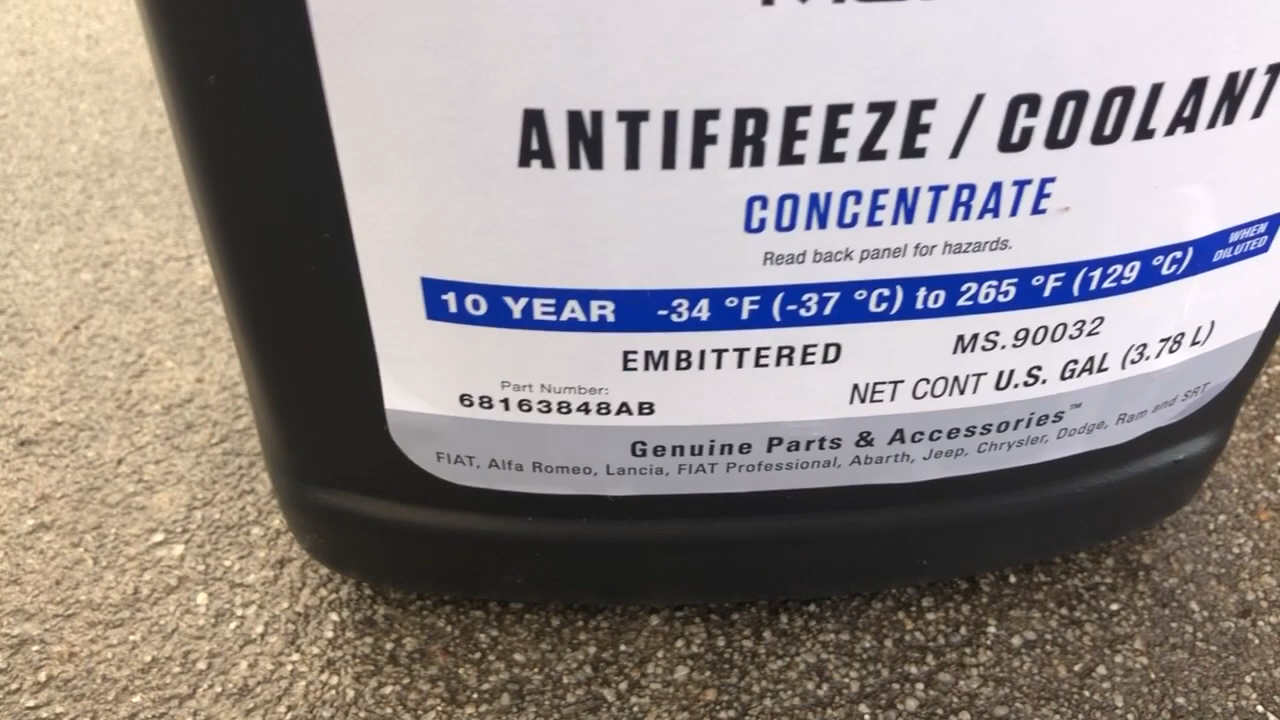 ANTIFREEZE / COOLANT
CONCENTRATE
Read back panel for hazards.
10 YEAR -34 °F (-37 °C) to 265 °F (129 °C) WHEN DILUTED
EMBITTERED MS.90032
Part Number:
68163848AB
NET CONT U.S. GAL (3.78 L)
Genuine Parts & Accessories™
FIAT, Alfa Romeo, Lancia, FIAT Professional, Abarth, Jeep, Chrysler, Dodge, Ram and SRT